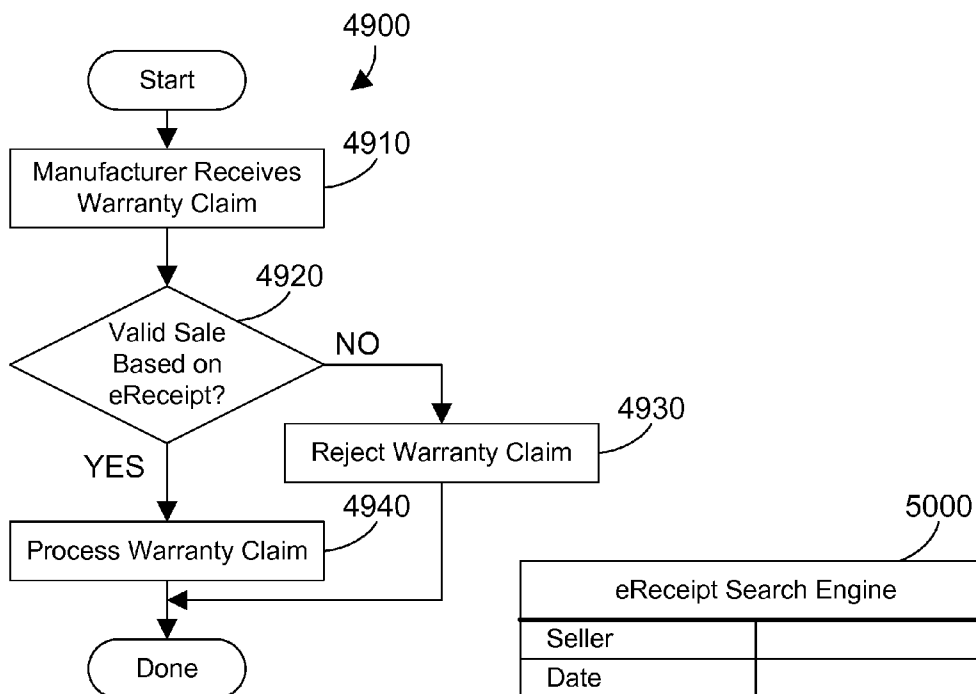 4900
Start
4910
Manufacturer Receives
Warranty Claim
4920
Valid Sale
Based on
eReceipt?
NO
4930
Reject Warranty Claim
YES
4940
Process Warranty Claim
Done
5000
eReceipt Search Engine
Seller
Date